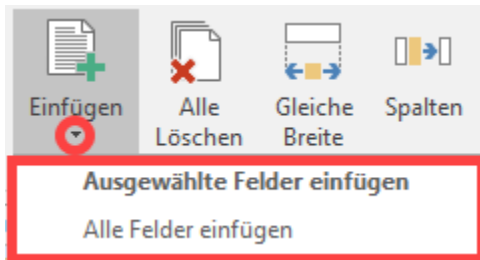 Einfügen
Alle
Löschen
Gleiche
Breite
Spalten
Ausgewählte Felder einfügen
Alle Felder einfügen